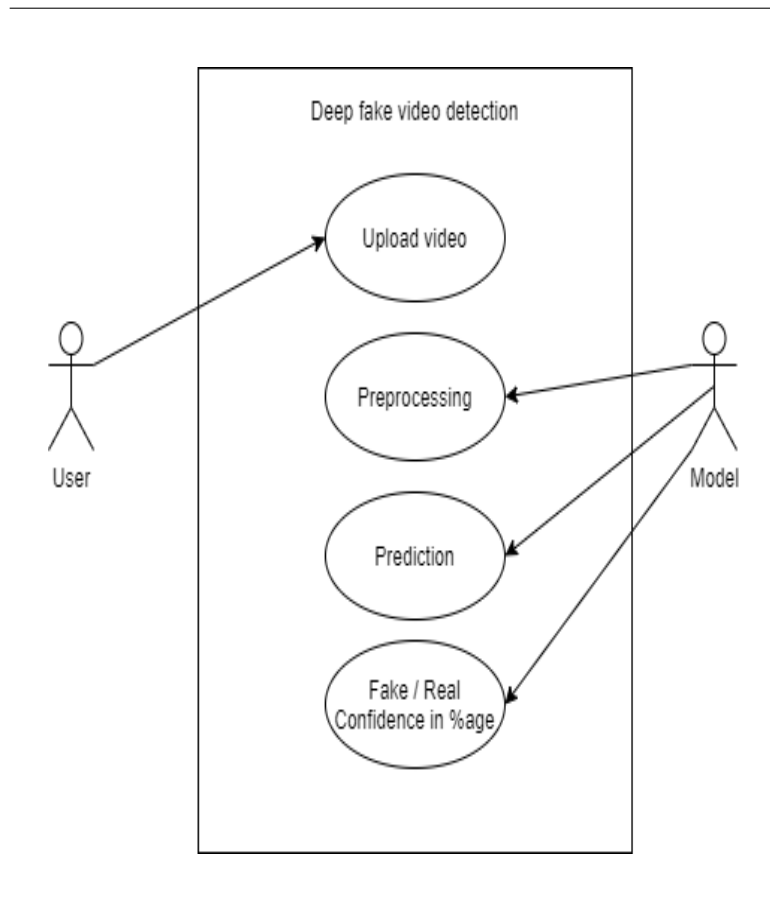 Deep fake video detection
Upload video
Preprocessing
User
Model
Prediction
Fake / Real
Confidence in %age